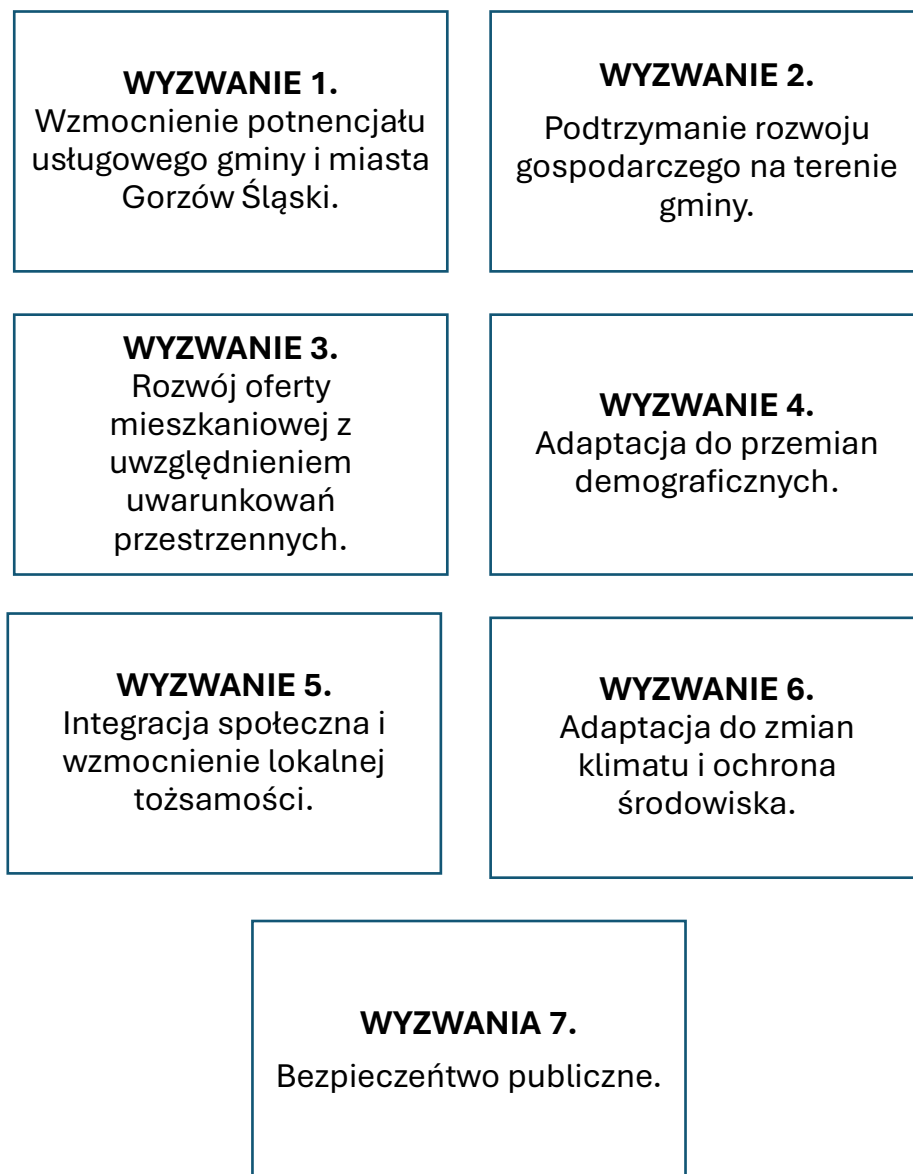 WYZWANIE 1.
Wzmocnienie potnencjału
usługowego gminy i miasta
Gorzów Śląski.
WYZWANIE 2.
Podtrzymanie rozwoju
gospodarczego na terenie
gminy.
WYZWANIE 3.
Rozwój oferty
mieszkaniowej z
uwzględnieniem
uwarunkowań
przestrzennych.
WYZWANIE 4.
Adaptacja do przemian
demograficznych.
WYZWANIE 5.
Integracja społeczna i
wzmocnienie lokalnej
tożsamości.
WYZWANIE 6.
Adaptacja do zmian
klimatu i ochrona
środowiska.
WYZWANIA 7.
Bezpieczeńtwo publiczne.